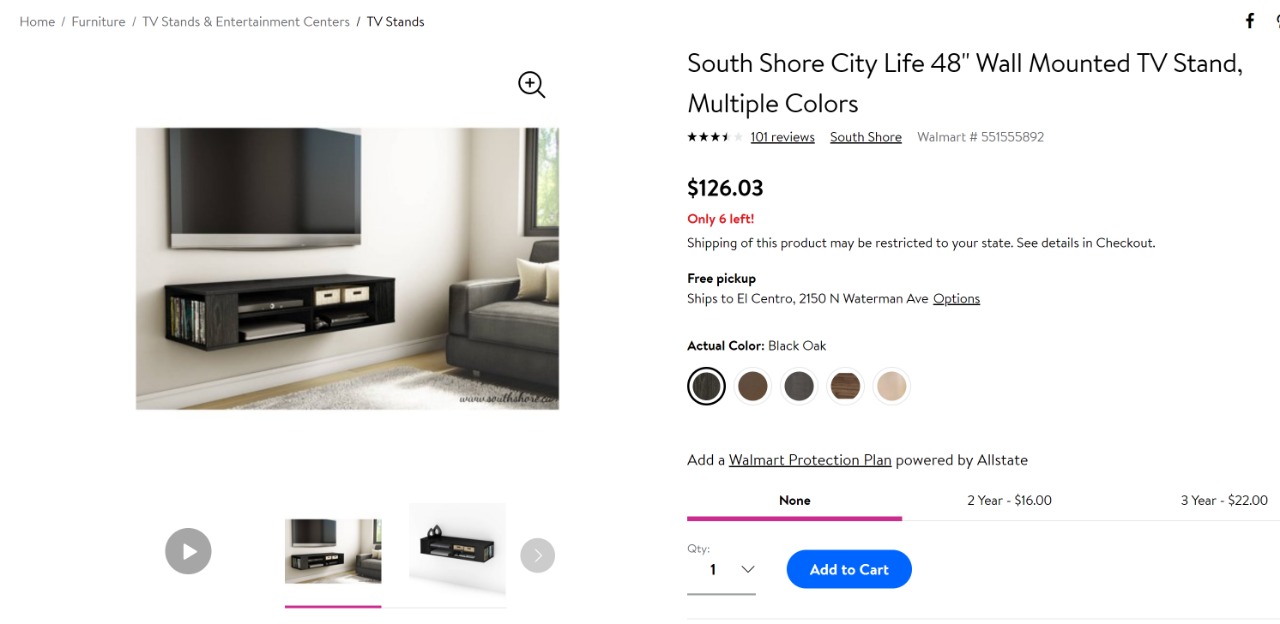 Home / Furniture / TV Stands & Entertainment Centers / TV Stands
South Shore City Life 48" Wall Mounted TV Stand,
Multiple Colors
101 reviews South Shore Walmart # 551555892
$126.03
Only 6 left!
Shipping of this product may be restricted to your state. See details in Checkout.
Free pickup
Ships to El Centro, 2150 N Waterman Ave Options
Actual Color: Black Oak
www.southshore.ca
Add a Walmart Protection Plan powered by Allstate
None 2 Year - $16.00 3 Year - $22.00
Qty:
1 Add to Cart